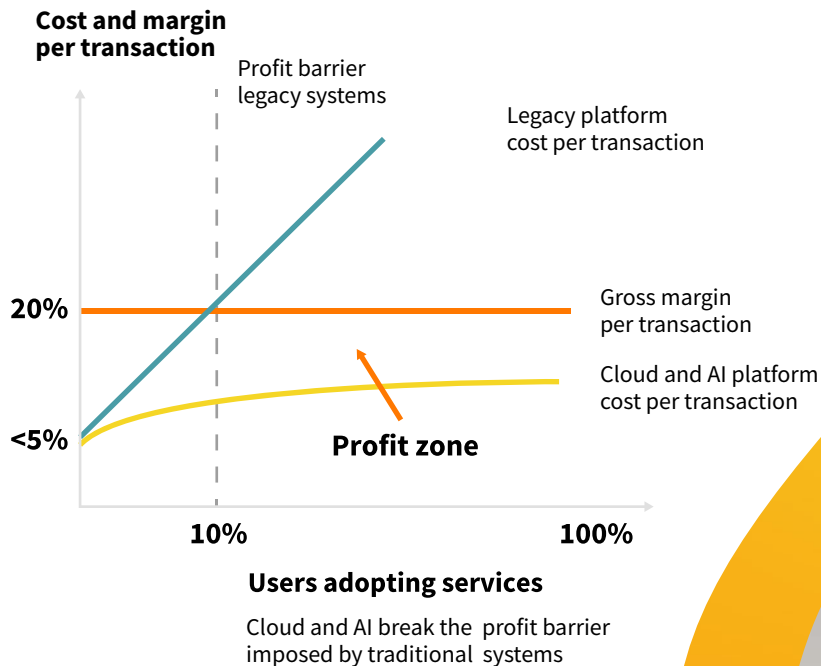 Cost and margin
per transaction
Profit barrier
legacy systems
Legacy platform
cost per transaction
20%
Gross margin
per transaction
Cloud and AI platform
cost per transaction
<5%
Profit zone
10%
100%
Users adopting services
Cloud and AI break the profit barrier
imposed by traditional systems